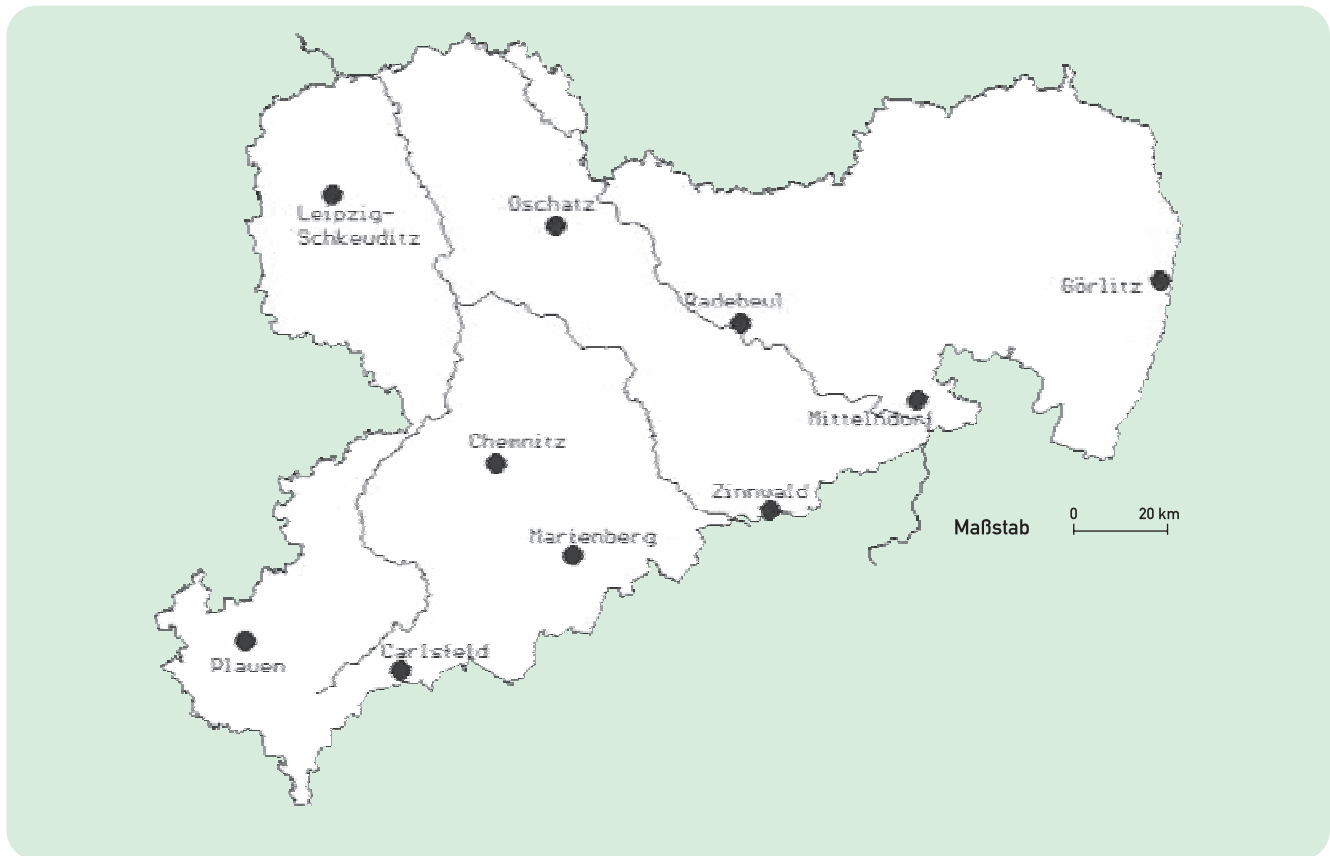 Leipzig-
Schkeuditz
Oschatz
Radebeul
Görlitz
Mittelndorf
Chemnitz
Zinnwald
Marienberg
Maßstab
0 20 km
Carlsfeld
Plauen